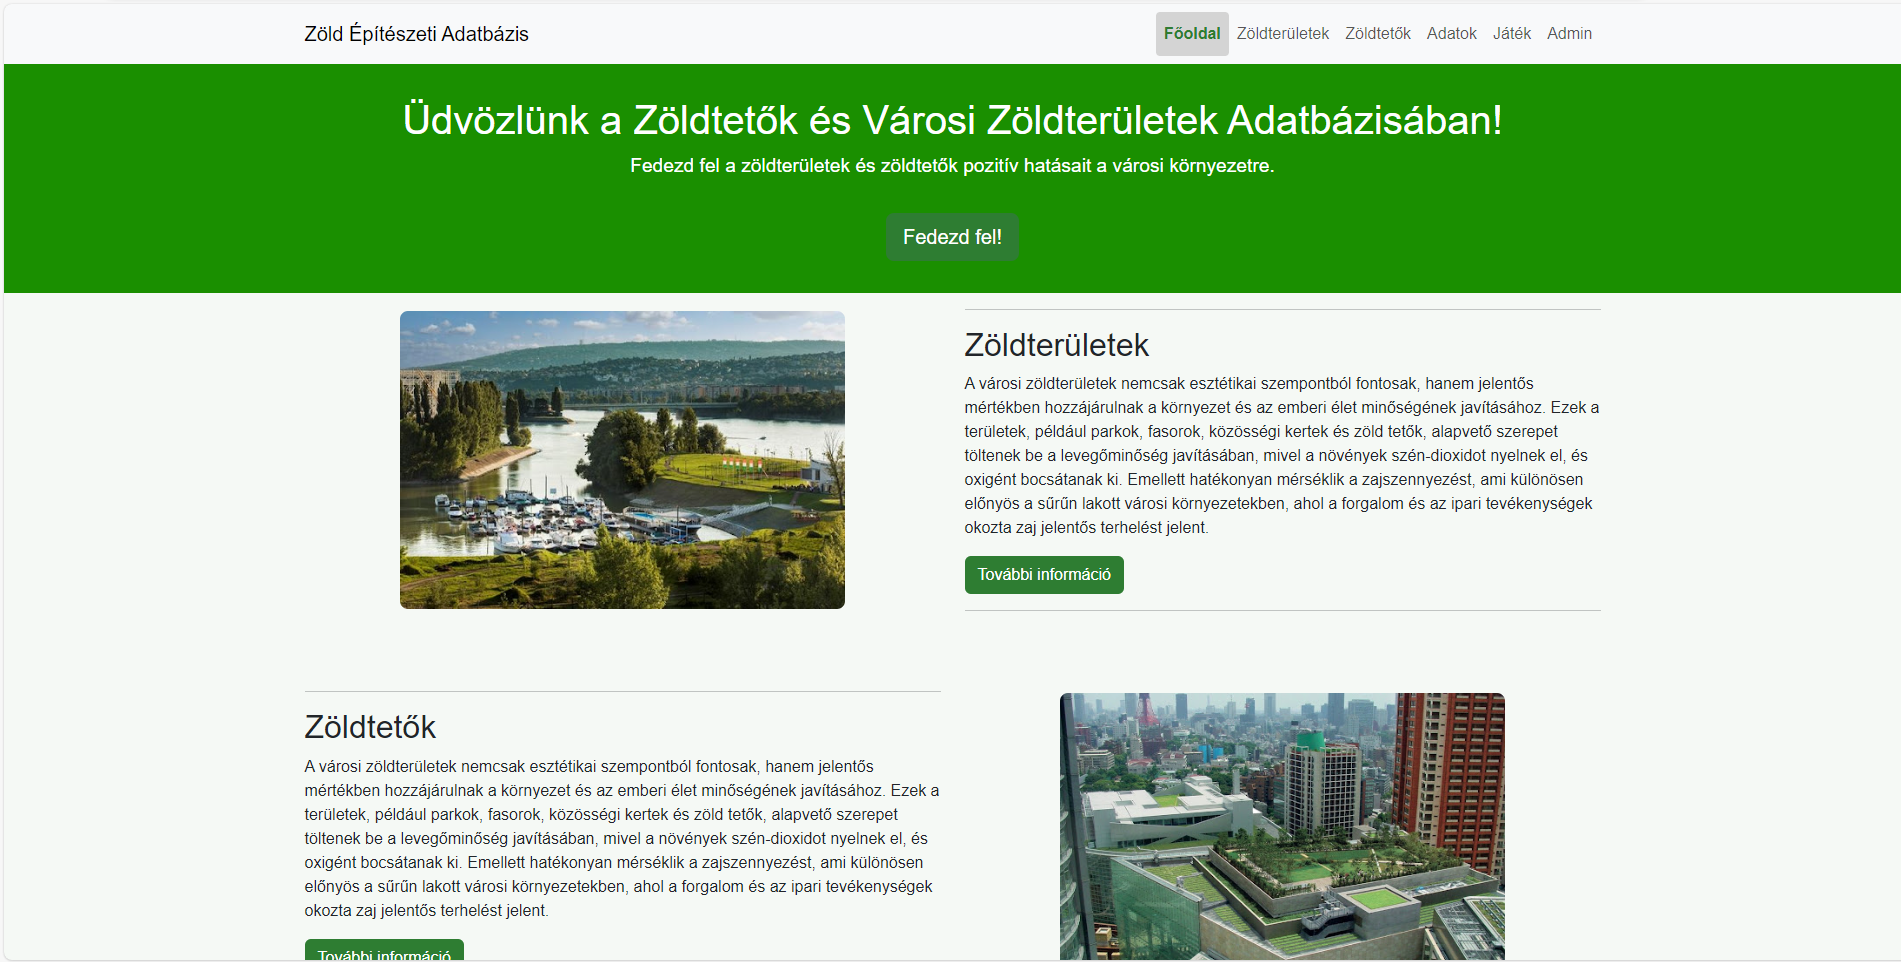 Zöld Építészeti Adatbázis
Főoldal Zöldterületek Zöldtetők Adatok Játék Admin
Üdvözlünk a Zöldtetők és Városi Zöldterületek Adatbázisában!
Fedezd fel a zöldterületek és zöldtetők pozitív hatásait a városi környezetre.
Fedezd fel!
Zöldterületek
A városi zöldterületek nemcsak esztétikai szempontból fontosak, hanem jelentős
mértékben hozzájárulnak a környezet és az emberi élet minőségének javításához. Ezek a
területek, például parkok, fasorok, közösségi kertek és zöld tetők, alapvető szerepet
töltenek be a levegőminőség javításában, mivel a növények szén-dioxidot nyelnek el, és
oxigént bocsátanak ki. Emellett hatékonyan mérséklik a zajszennyezést, ami különösen
előnyös a sűrűn lakott városi környezetekben, ahol a forgalom és az ipari tevékenységek
okozta zaj jelentős terhelést jelent.
További információ
Zöldtetők
A városi zöldterületek nemcsak esztétikai szempontból fontosak, hanem jelentős
mértékben hozzájárulnak a környezet és az emberi élet minőségének javításához. Ezek a
területek, például parkok, fasorok, közösségi kertek és zöld tetők, alapvető szerepet
töltenek be a levegőminőség javításában, mivel a növények szén-dioxidot nyelnek el, és
oxigént bocsátanak ki. Emellett hatékonyan mérséklik a zajszennyezést, ami különösen
előnyös a sűrűn lakott városi környezetekben, ahol a forgalom és az ipari tevékenységek
okozta zaj jelentős terhelést jelent.
További információ